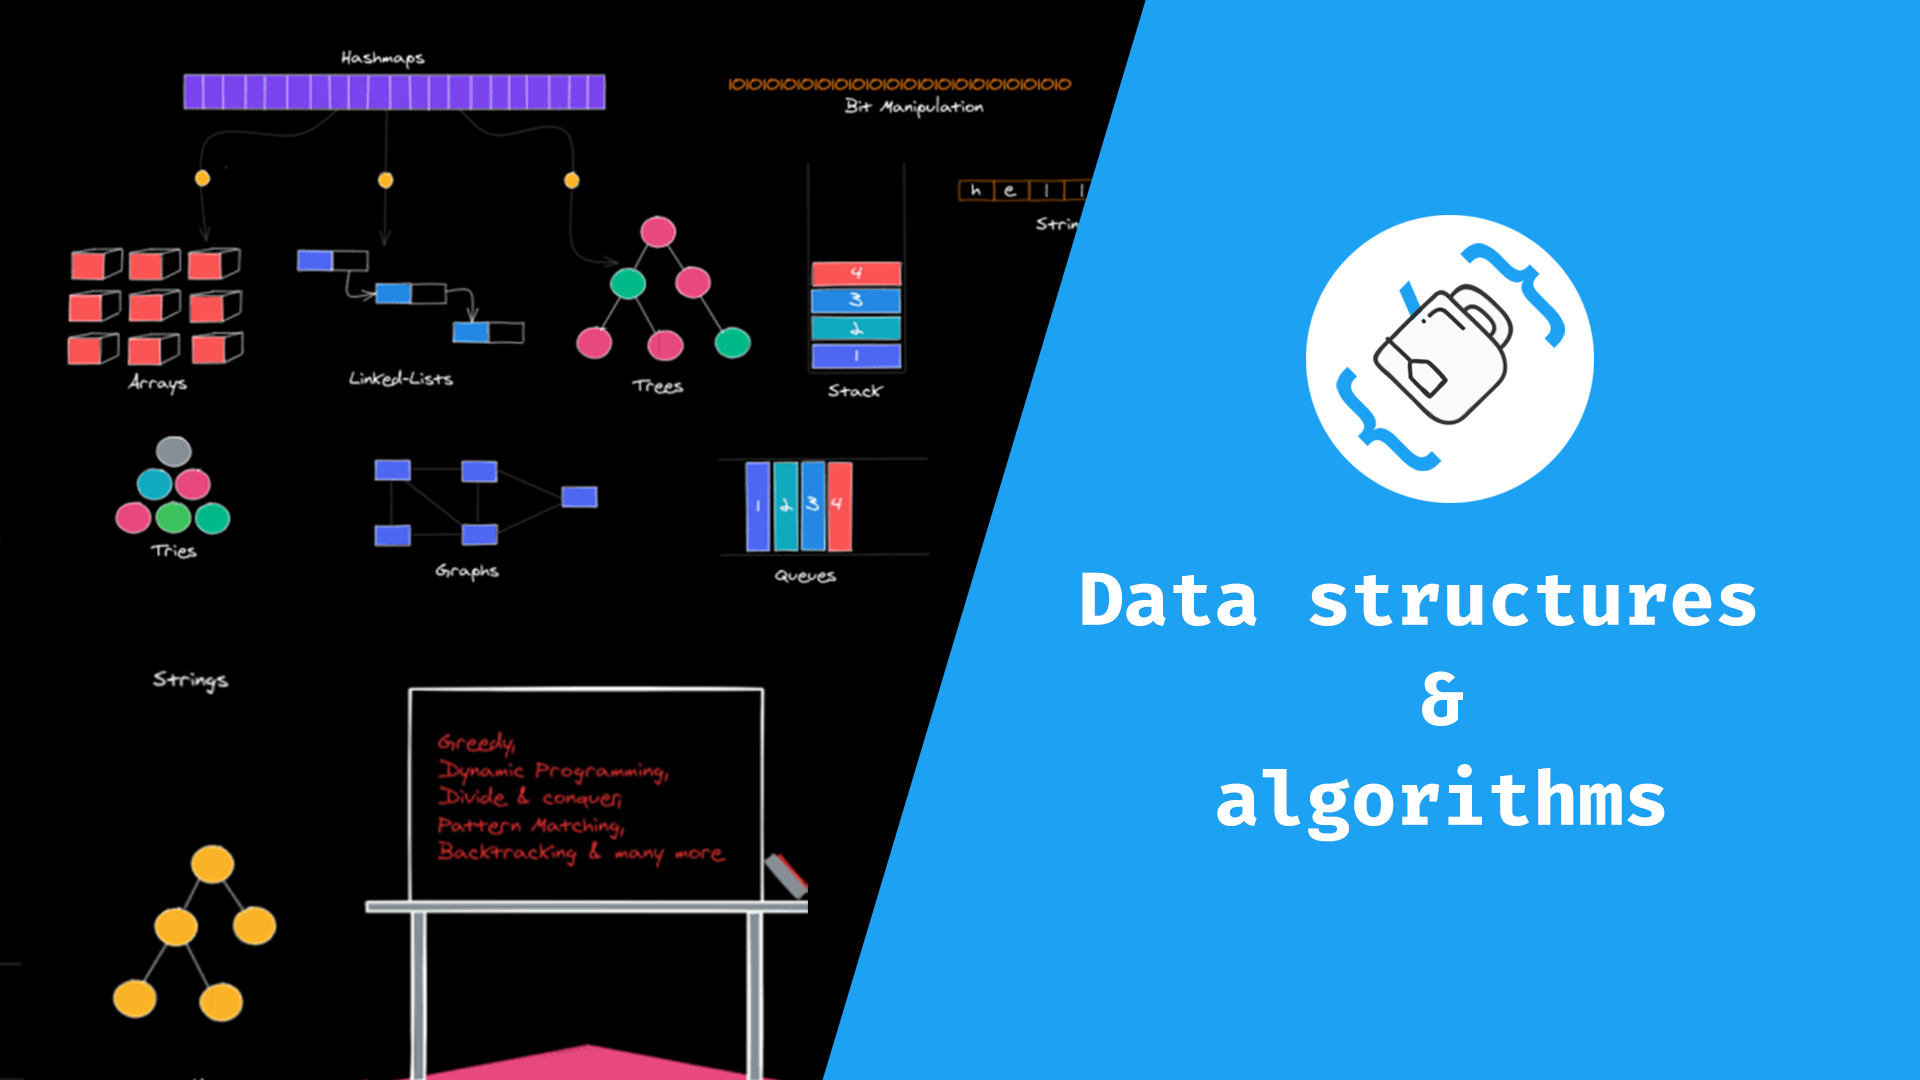 Hashmaps
IOIOIOIOIOIOIOIOIOIOIOIOIOIOIOIOIOIOIOIO
Bit Manipulation
h e l l
Strin
4
3
2
1
Arrays
Linked-Lists
Trees
Stack
Tries
Graphs
1 2 3 4
Queues
Strings
Greedy,
Dynamic Programming,
Divide & conquer,
Pattern Matching,
Backtracking & many more
Data structures
&
algorithms